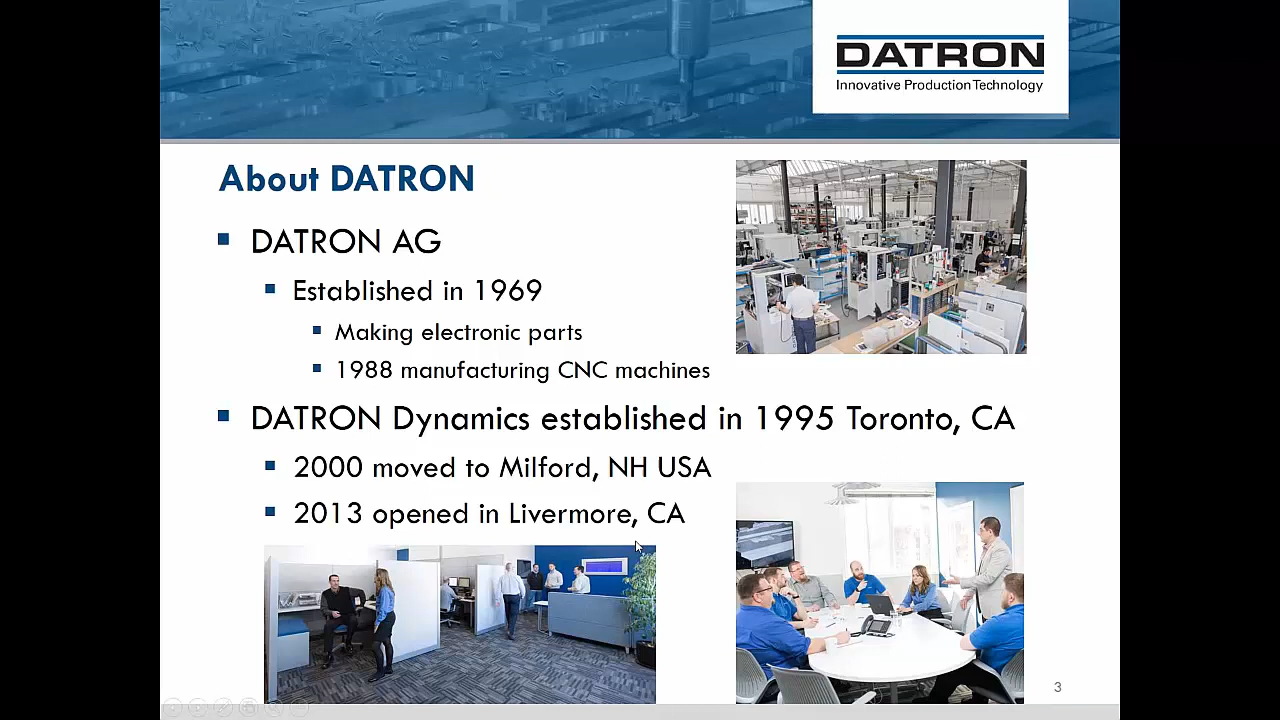 DATRON
Innovative Production Technology
About DATRON
DATRON AG
Established in 1969
Making electronic parts
1988 manufacturing CNC machines
DATRON Dynamics established in 1995 Toronto, CA
2000 moved to Milford, NH USA
2013 opened in Livermore, CA
3